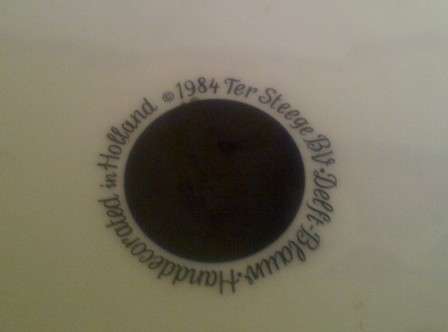 © 1984 Ter Steege BV · Delft-Blauw · Handdecorated in Holland